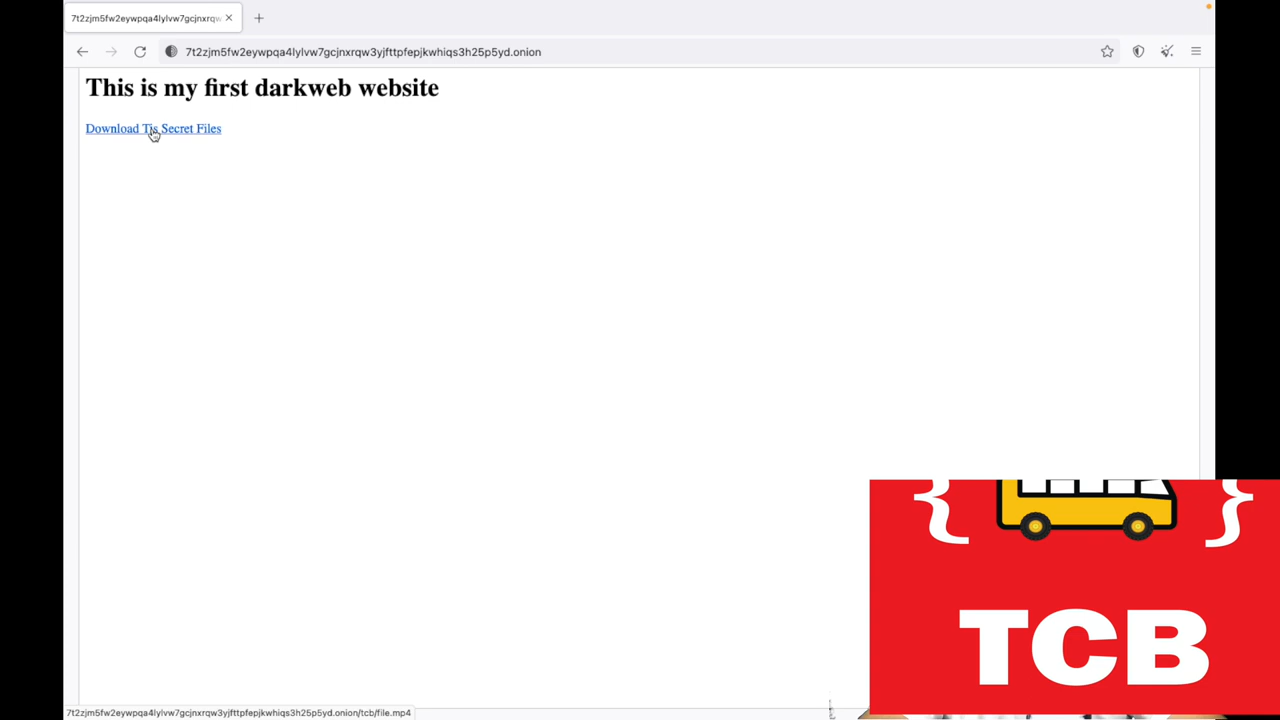 7t2zjm5fw2eywpqa4lylvw7gcjnxrqw
7t2zjm5fw2eywpqa4lylvw7gcjnxrqw3yjfttpfepjkwhiqs3h25p5yd.onion
This is my first darkweb website
Download Tis Secret Files
{ }
TCB
7t2zjm5fw2eywpqa4lylvw7gcjnxrqw3yjfttpfepjkwhiqs3h25p5yd.onion/tcb/file.mp4